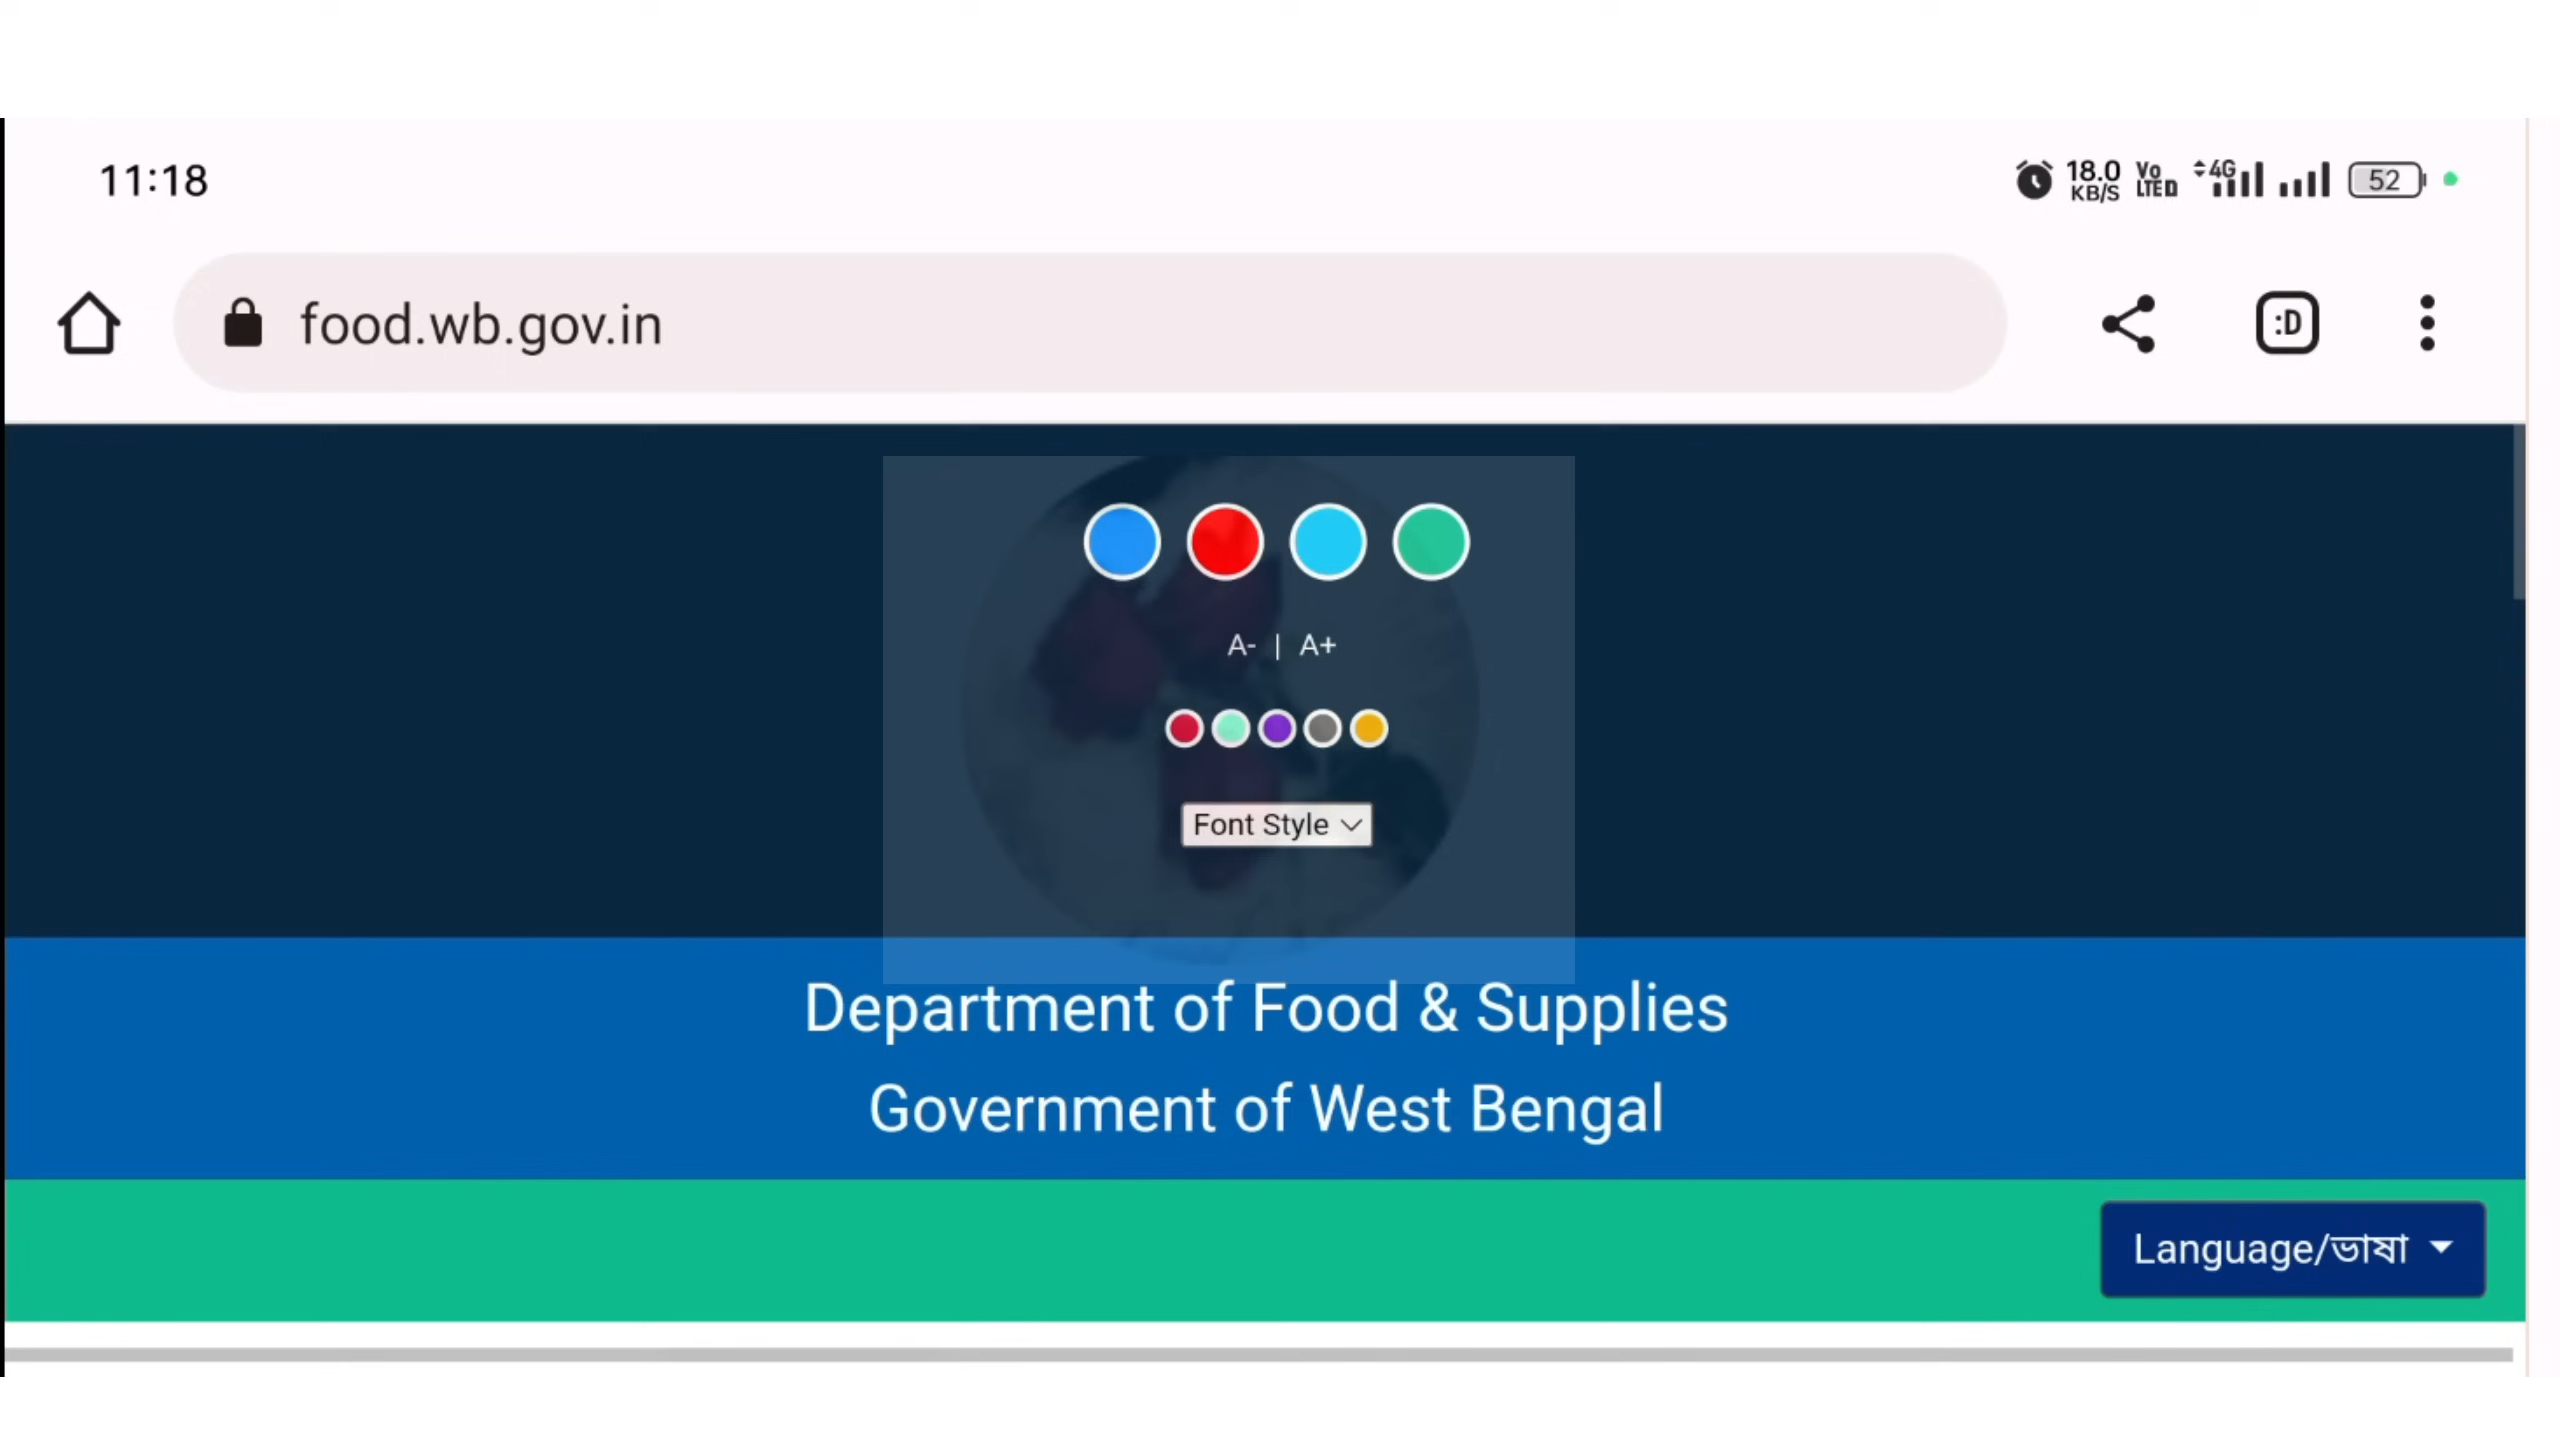 11:18
18.0 KB/S Vo LTE D 4G 52
food.wb.gov.in
:D
A- | A+
Font Style
Department of Food & Supplies
Government of West Bengal
Language/ভাষা